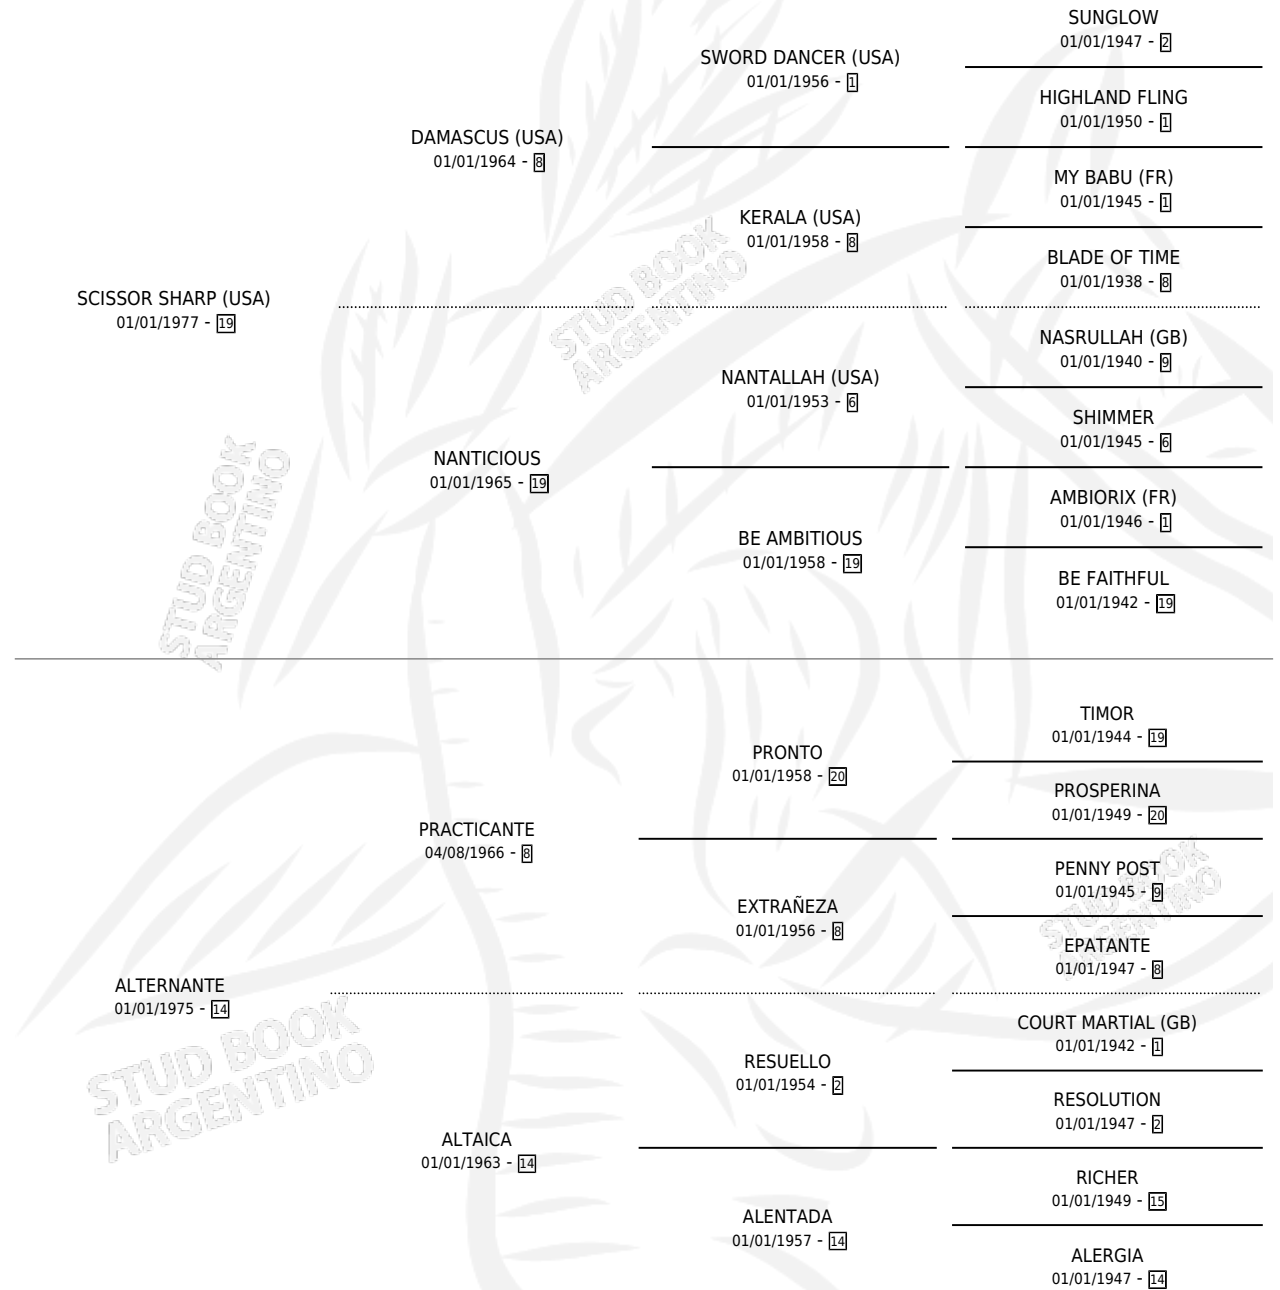 SUNGLOW
01/01/1947 - 2
SWORD DANCER (USA)
01/01/1956 - 1
HIGHLAND FLING
01/01/1950 - 1
DAMASCUS (USA)
01/01/1964 - 8
MY BABU (FR)
01/01/1945 - 1
KERALA (USA)
01/01/1958 - 8
BLADE OF TIME
01/01/1938 - 8
SCISSOR SHARP (USA)
01/01/1977 - 19
STUD BOOK
ARGENTINO
NASRULLAH (GB)
01/01/1940 - 9
NANTALLAH (USA)
01/01/1953 - 6
SHIMMER
01/01/1945 - 6
NANTICIOUS
01/01/1965 - 19
AMBIORIX (FR)
01/01/1946 - 1
BE AMBITIOUS
01/01/1958 - 19
BE FAITHFUL
01/01/1942 - 19
STUD BOOK
ARGENTINO
TIMOR
01/01/1944 - 19
PRONTO
01/01/1958 - 20
PROSPERINA
01/01/1949 - 20
PRACTICANTE
04/08/1966 - 8
PENNY POST
01/01/1945 - 9
EXTRAÑEZA
01/01/1956 - 8
EPATANTE
01/01/1947 - 8
STUD BOOK
ARGENTINO
ALTERNANTE
01/01/1975 - 14
COURT MARTIAL (GB)
01/01/1942 - 1
RESUELLO
01/01/1954 - 2
RESOLUTION
01/01/1947 - 2
STUD BOOK
ARGENTINO
ALTAICA
01/01/1963 - 14
RICHER
01/01/1949 - 15
ALENTADA
01/01/1957 - 14
ALERGIA
01/01/1947 - 14